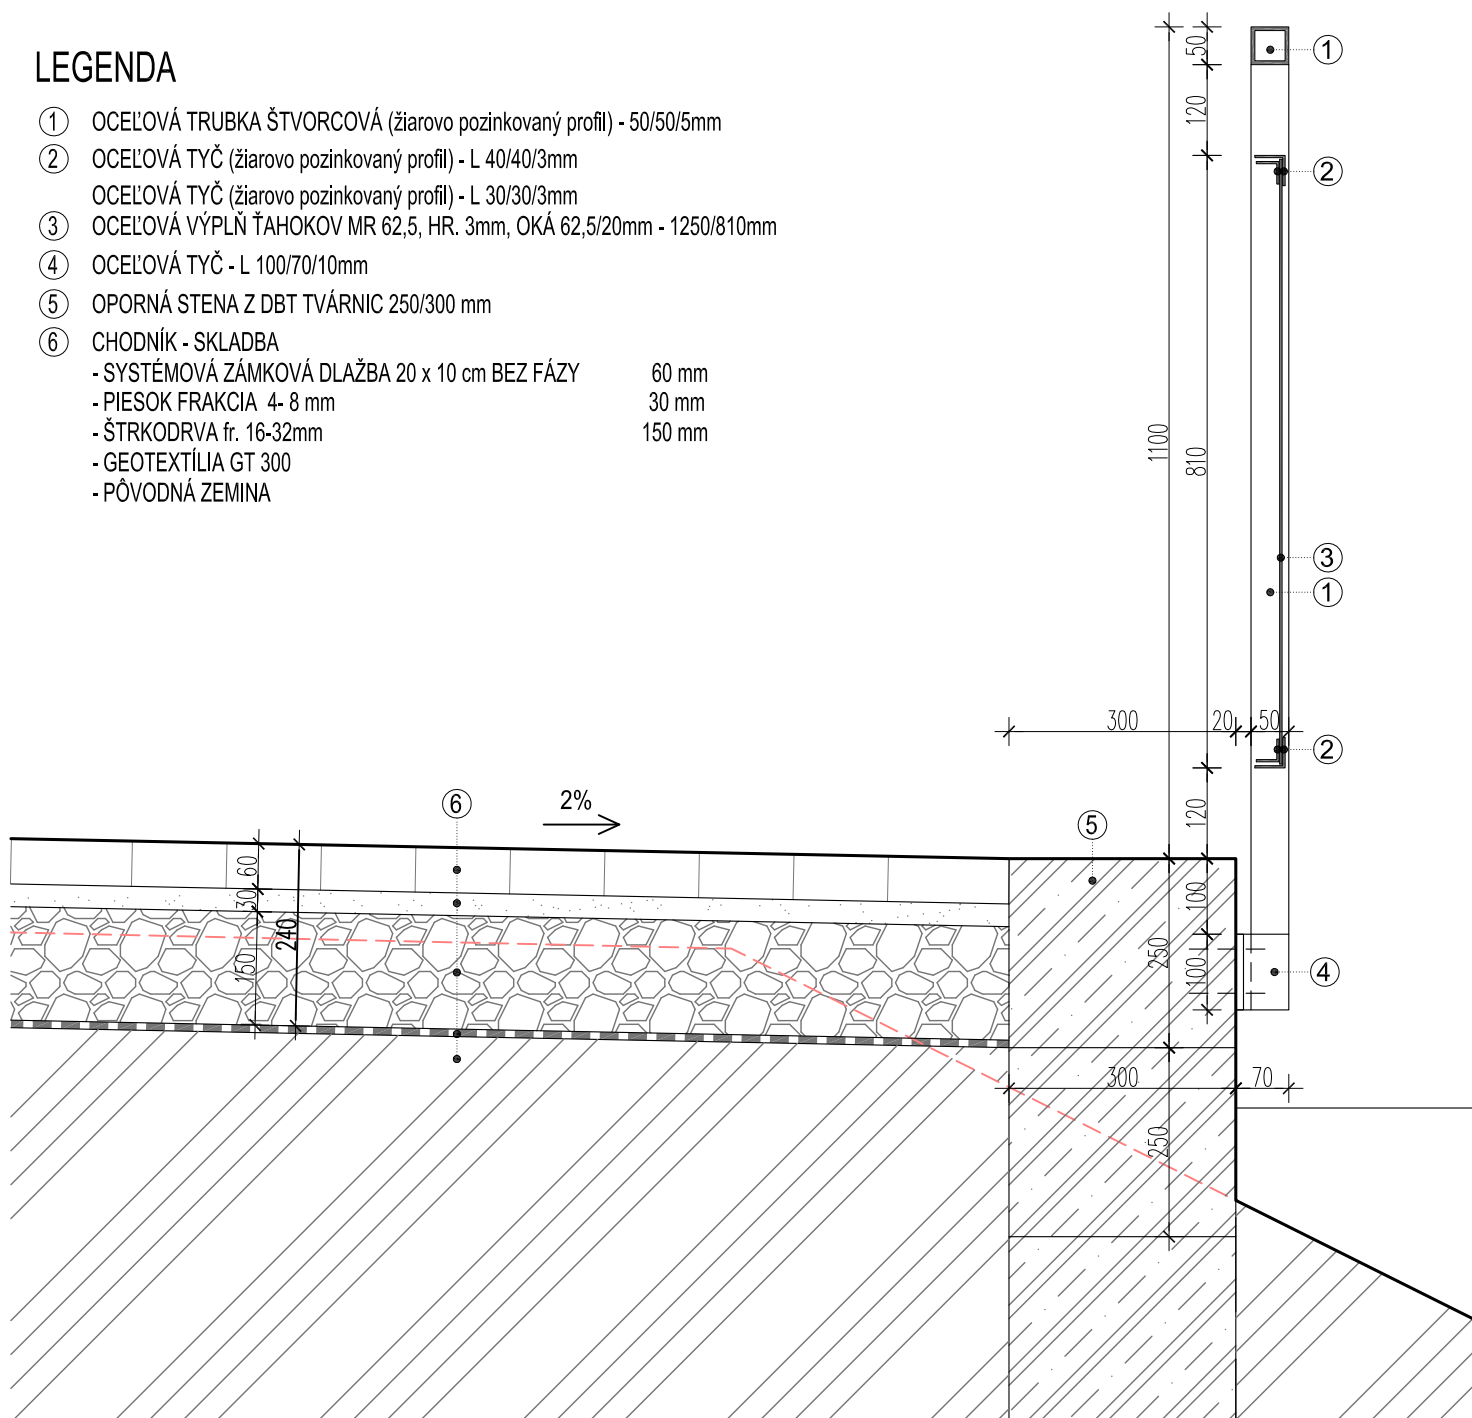 LEGENDA
1 OCEĽOVÁ TRUBKA ŠTVORCOVÁ (žiarovo pozinkovaný profil) - 50/50/5mm
2 OCEĽOVÁ TYČ (žiarovo pozinkovaný profil) - L 40/40/3mm
OCEĽOVÁ TYČ (žiarovo pozinkovaný profil) - L 30/30/3mm
3 OCEĽOVÁ VÝPLŇ ŤAHOKOV MR 62,5, HR. 3mm, OKÁ 62,5/20mm - 1250/810mm
4 OCEĽOVÁ TYČ - L 100/70/10mm
5 OPORNÁ STENA Z DBT TVÁRNIC 250/300 mm
6 CHODNÍK - SKLADBA
- SYSTÉMOVÁ ZÁMKOVÁ DLAŽBA 20 x 10 cm BEZ FÁZY 60 mm
- PIESOK FRAKCIA 4- 8 mm 30 mm
- ŠTRKODRVA fr. 16-32mm 150 mm
- GEOTEXTÍLIA GT 300
- PÔVODNÁ ZEMINA
50
1
120
2
1100
810
3
1
300 20 50
2
120
6
2%
5
60
30
150
240
100
250
100
4
300 70
250